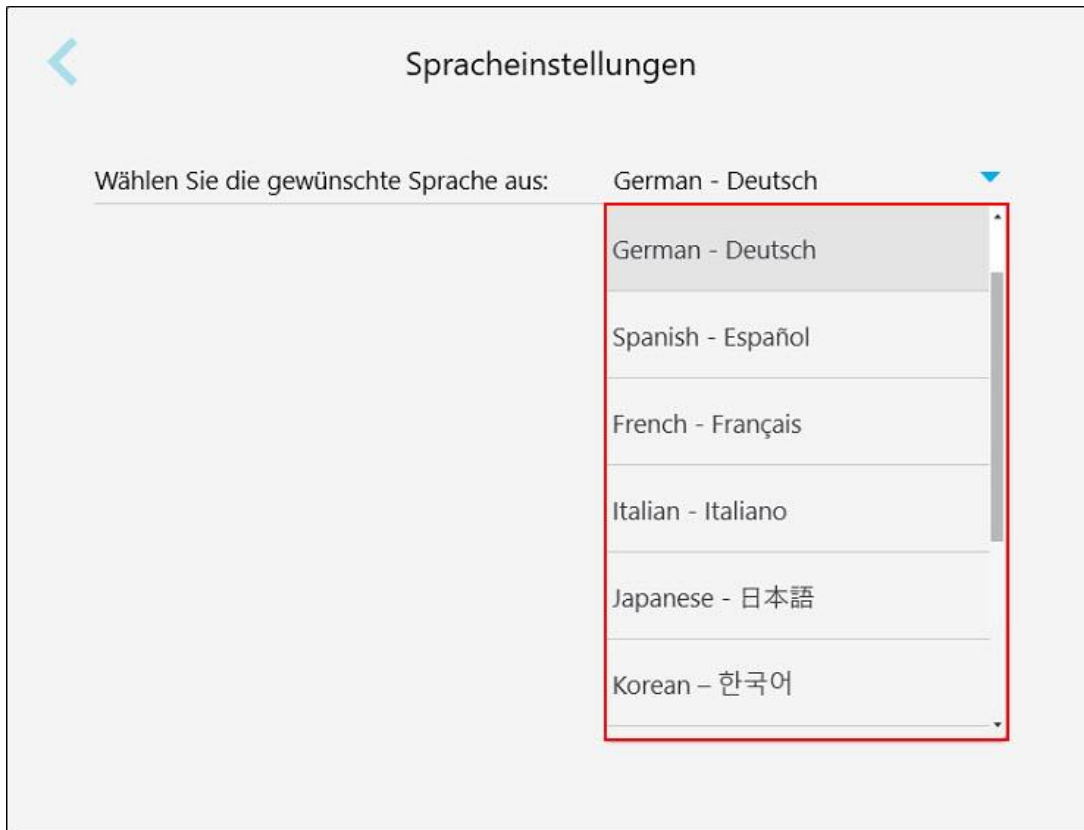 Spracheinstellungen
Wählen Sie die gewünschte Sprache aus: German - Deutsch
German - Deutsch
Spanish - Español
French - Français
Italian - Italiano
Japanese - 日本語
Korean – 한국어